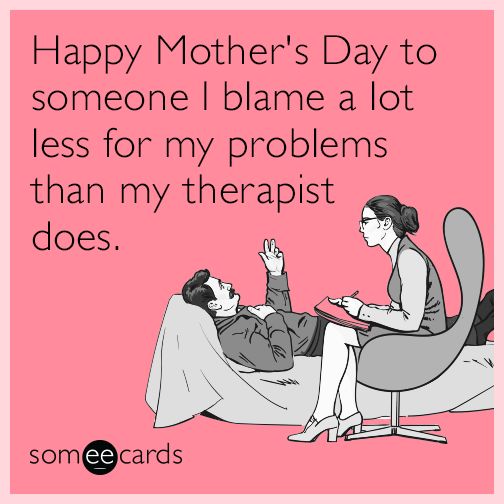 Happy Mother's Day to
someone I blame a lot
less for my problems
than my therapist
does.
someecards